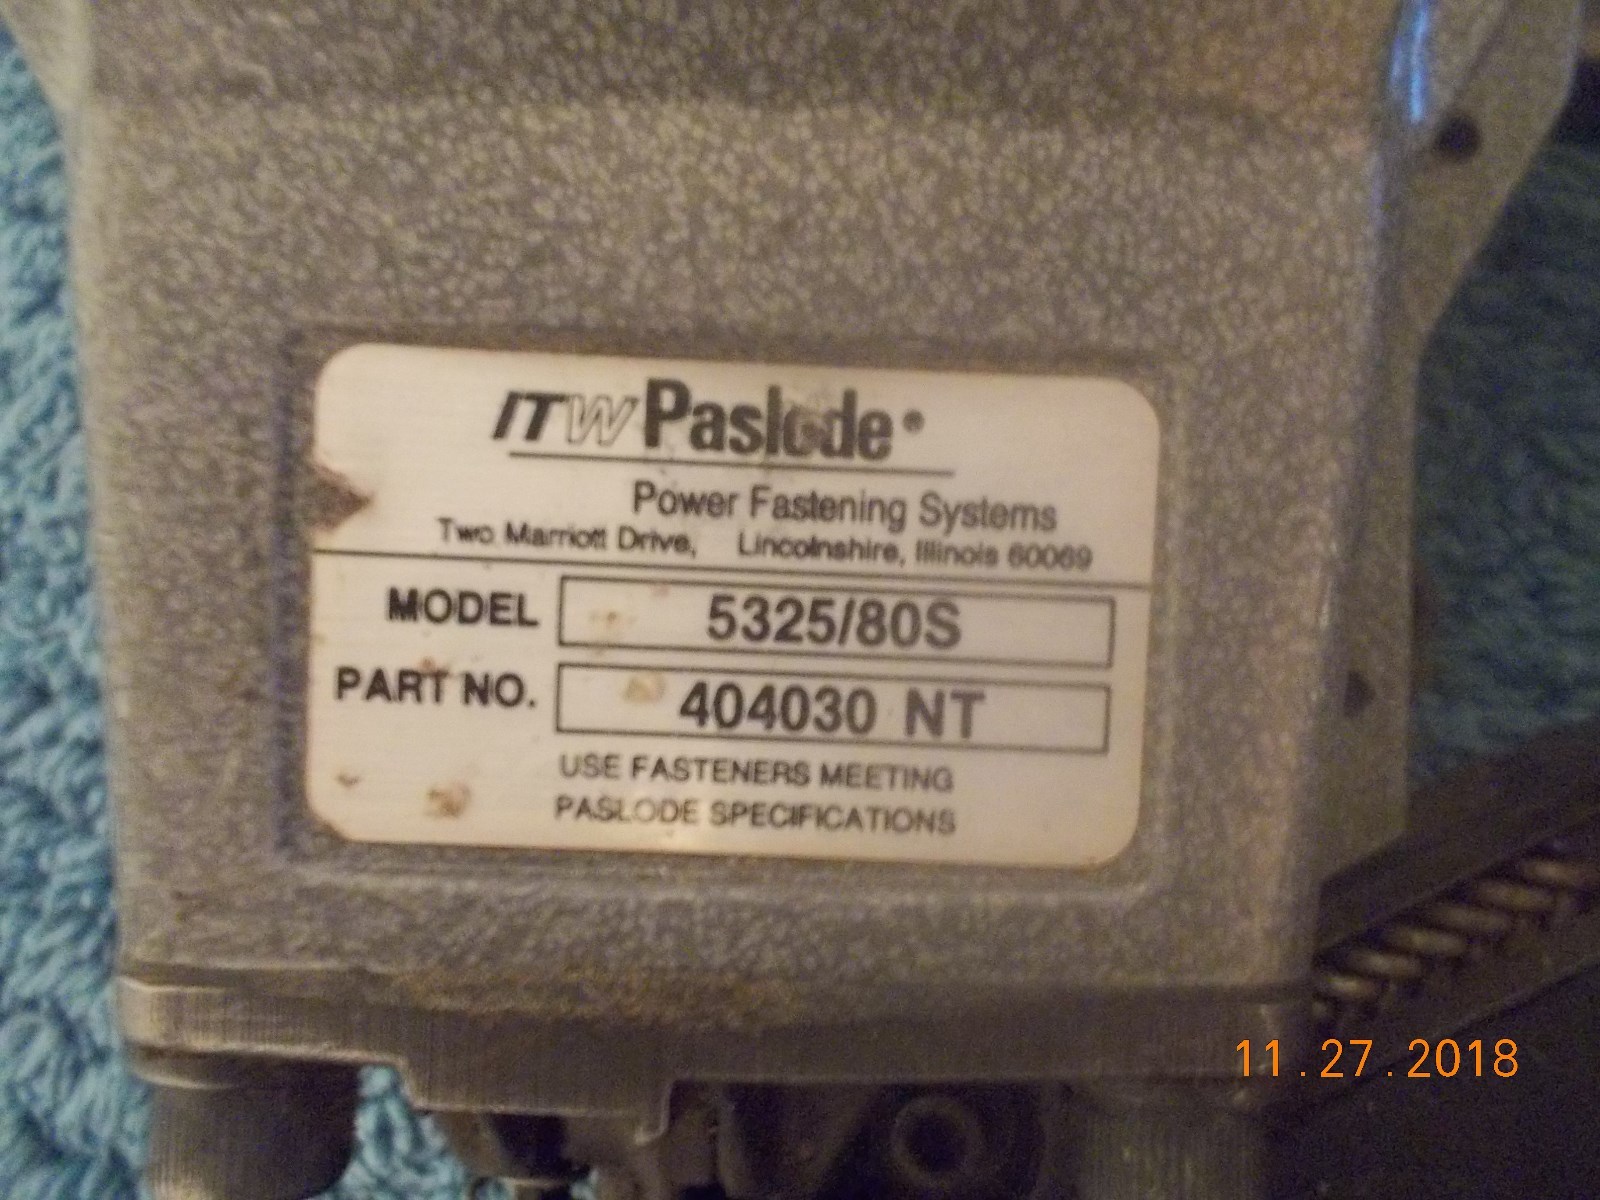 ITW Paslode®
Power Fastening Systems
Two Marriott Drive, Lincolnshire, Illinois 60069
MODEL 5325/80S
PART NO. 404030 NT
USE FASTENERS MEETING
PASLODE SPECIFICATIONS
11.27.2018